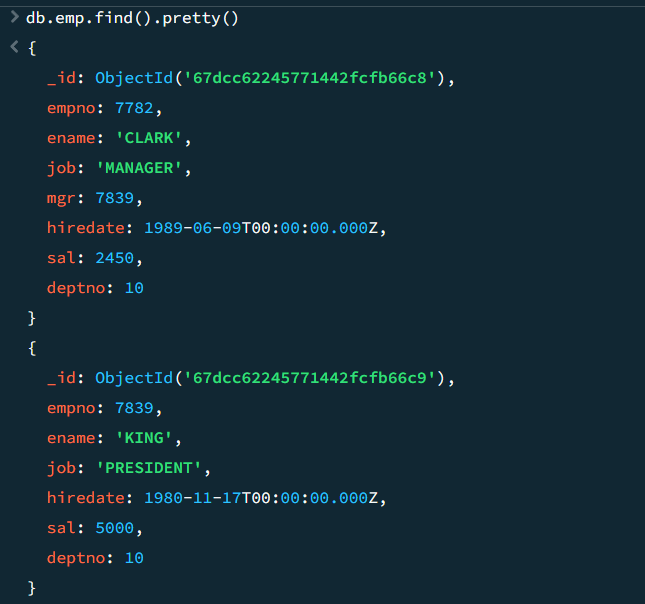 > db.emp.find().pretty()
< {
_id: ObjectId('67dcc62245771442fcfb66c8'),
empno: 7782,
ename: 'CLARK',
job: 'MANAGER',
mgr: 7839,
hiredate: 1989-06-09T00:00:00.000Z,
sal: 2450,
deptno: 10
}
{
_id: ObjectId('67dcc62245771442fcfb66c9'),
empno: 7839,
ename: 'KING',
job: 'PRESIDENT',
hiredate: 1980-11-17T00:00:00.000Z,
sal: 5000,
deptno: 10
}